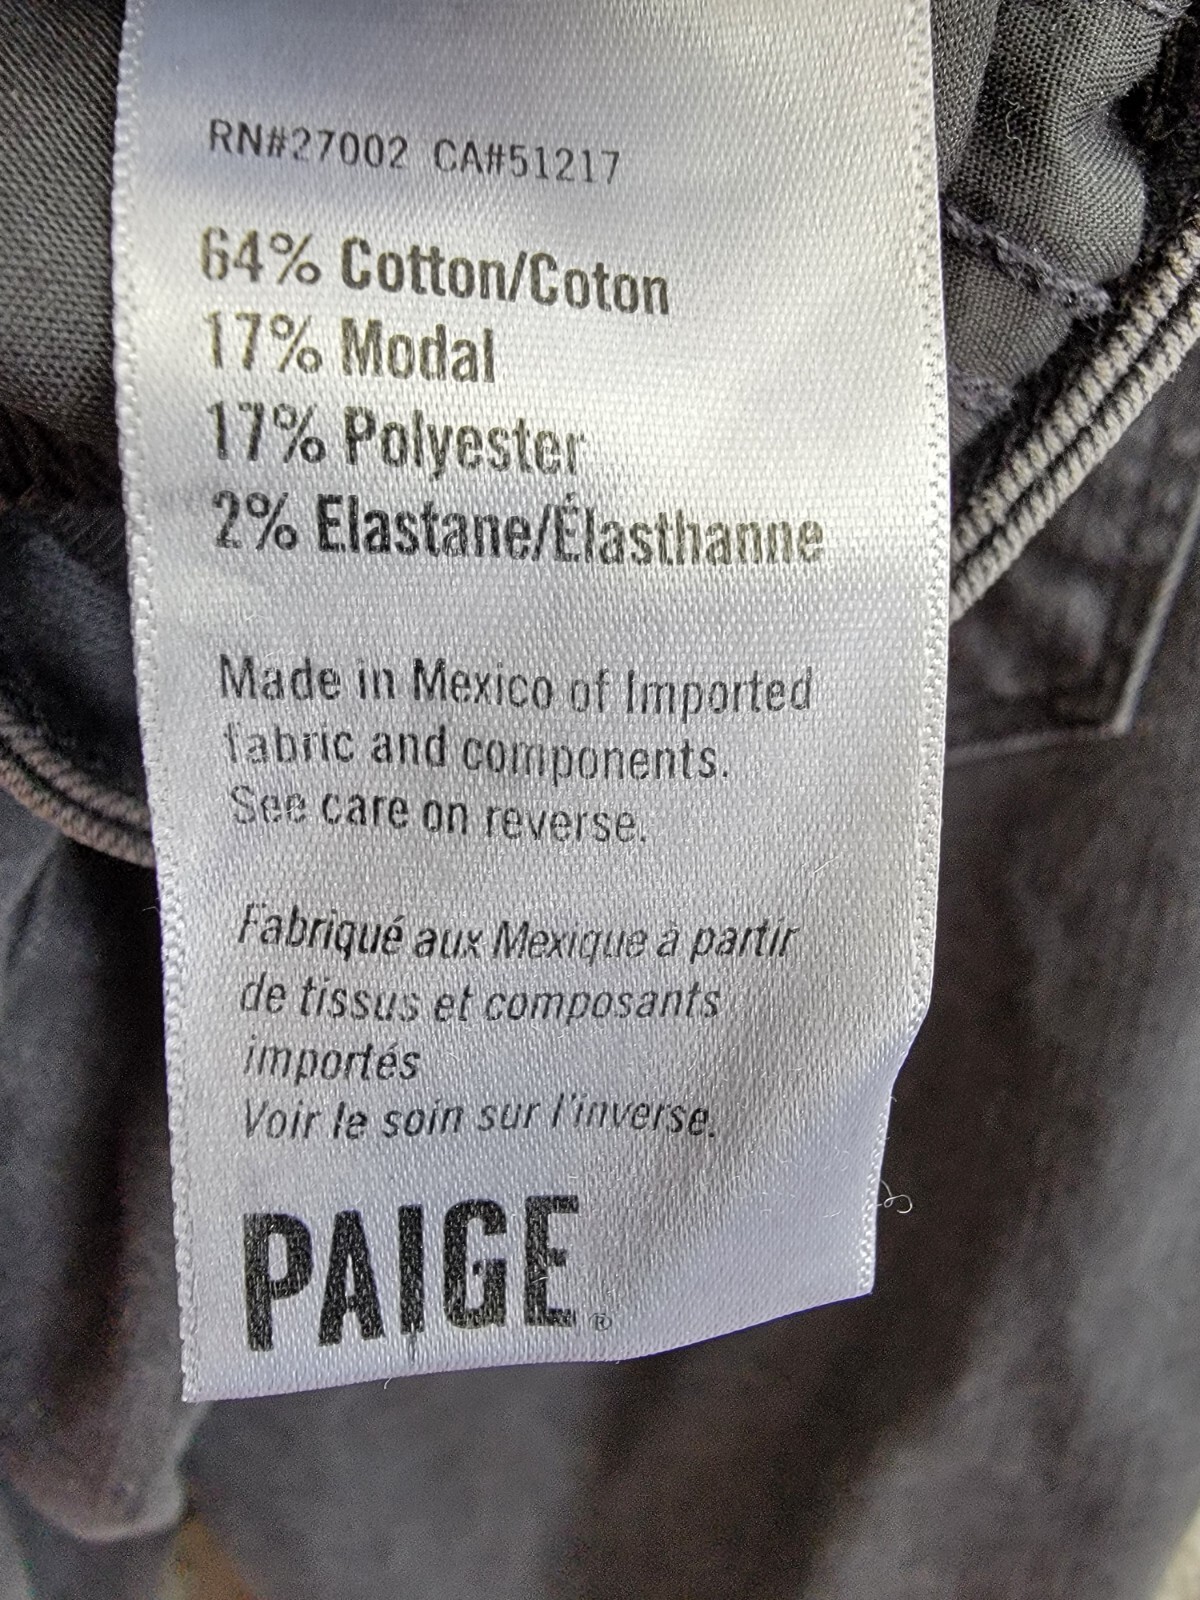 RN#27002 CA#51217
64% Cotton/Coton
17% Modal
17% Polyester
2% Elastane/Élasthanne
Made in Mexico of Imported
fabric and components.
See care on reverse.
Fabriqué aux Mexique à partir
de tissus et composants
importés
Voir le soin sur l'inverse.
PAIGE®